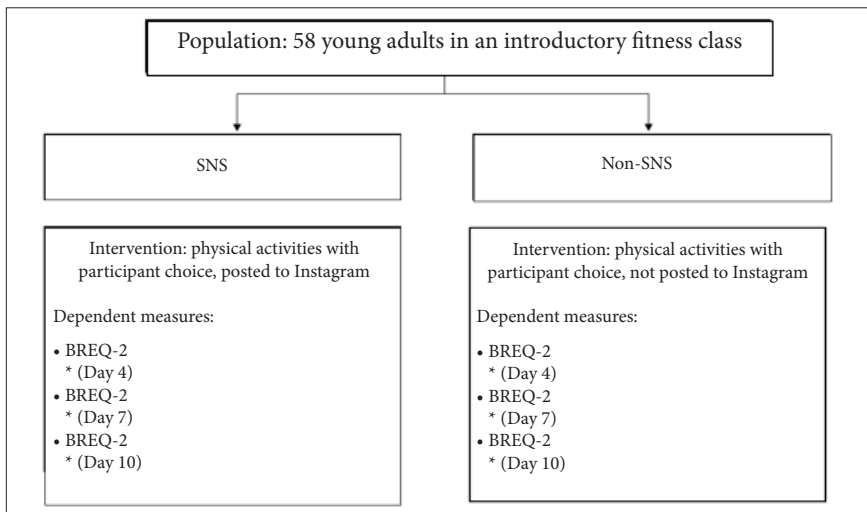 Population: 58 young adults in an introductory fitness class
SNS
Non-SNS
Intervention: physical activities with
participant choice, posted to Instagram
Dependent measures:
• BREQ-2
* (Day 4)
• BREQ-2
* (Day 7)
• BREQ-2
* (Day 10)
Intervention: physical activities with
participant choice, not posted to Instagram
Dependent measures:
• BREQ-2
* (Day 4)
• BREQ-2
* (Day 7)
• BREQ-2
* (Day 10)